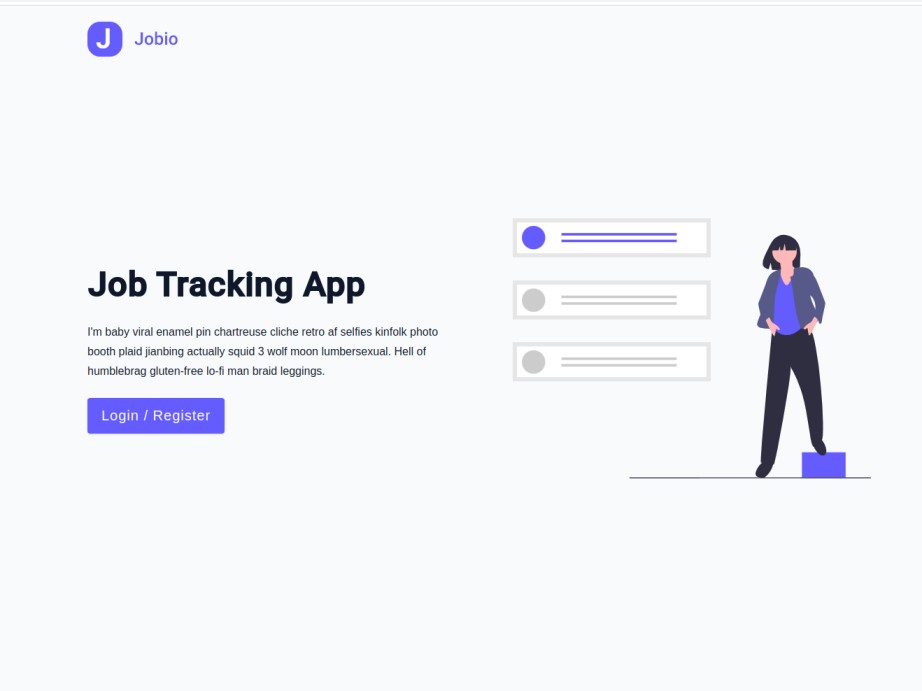 J Jobio
Job Tracking App
I'm baby viral enamel pin chartreuse cliche retro af selfies kinfolk photo
booth plaid jianbing actually squid 3 wolf moon lumbersexual. Hell of
humblebrag gluten-free lo-fi man braid leggings.
Login / Register